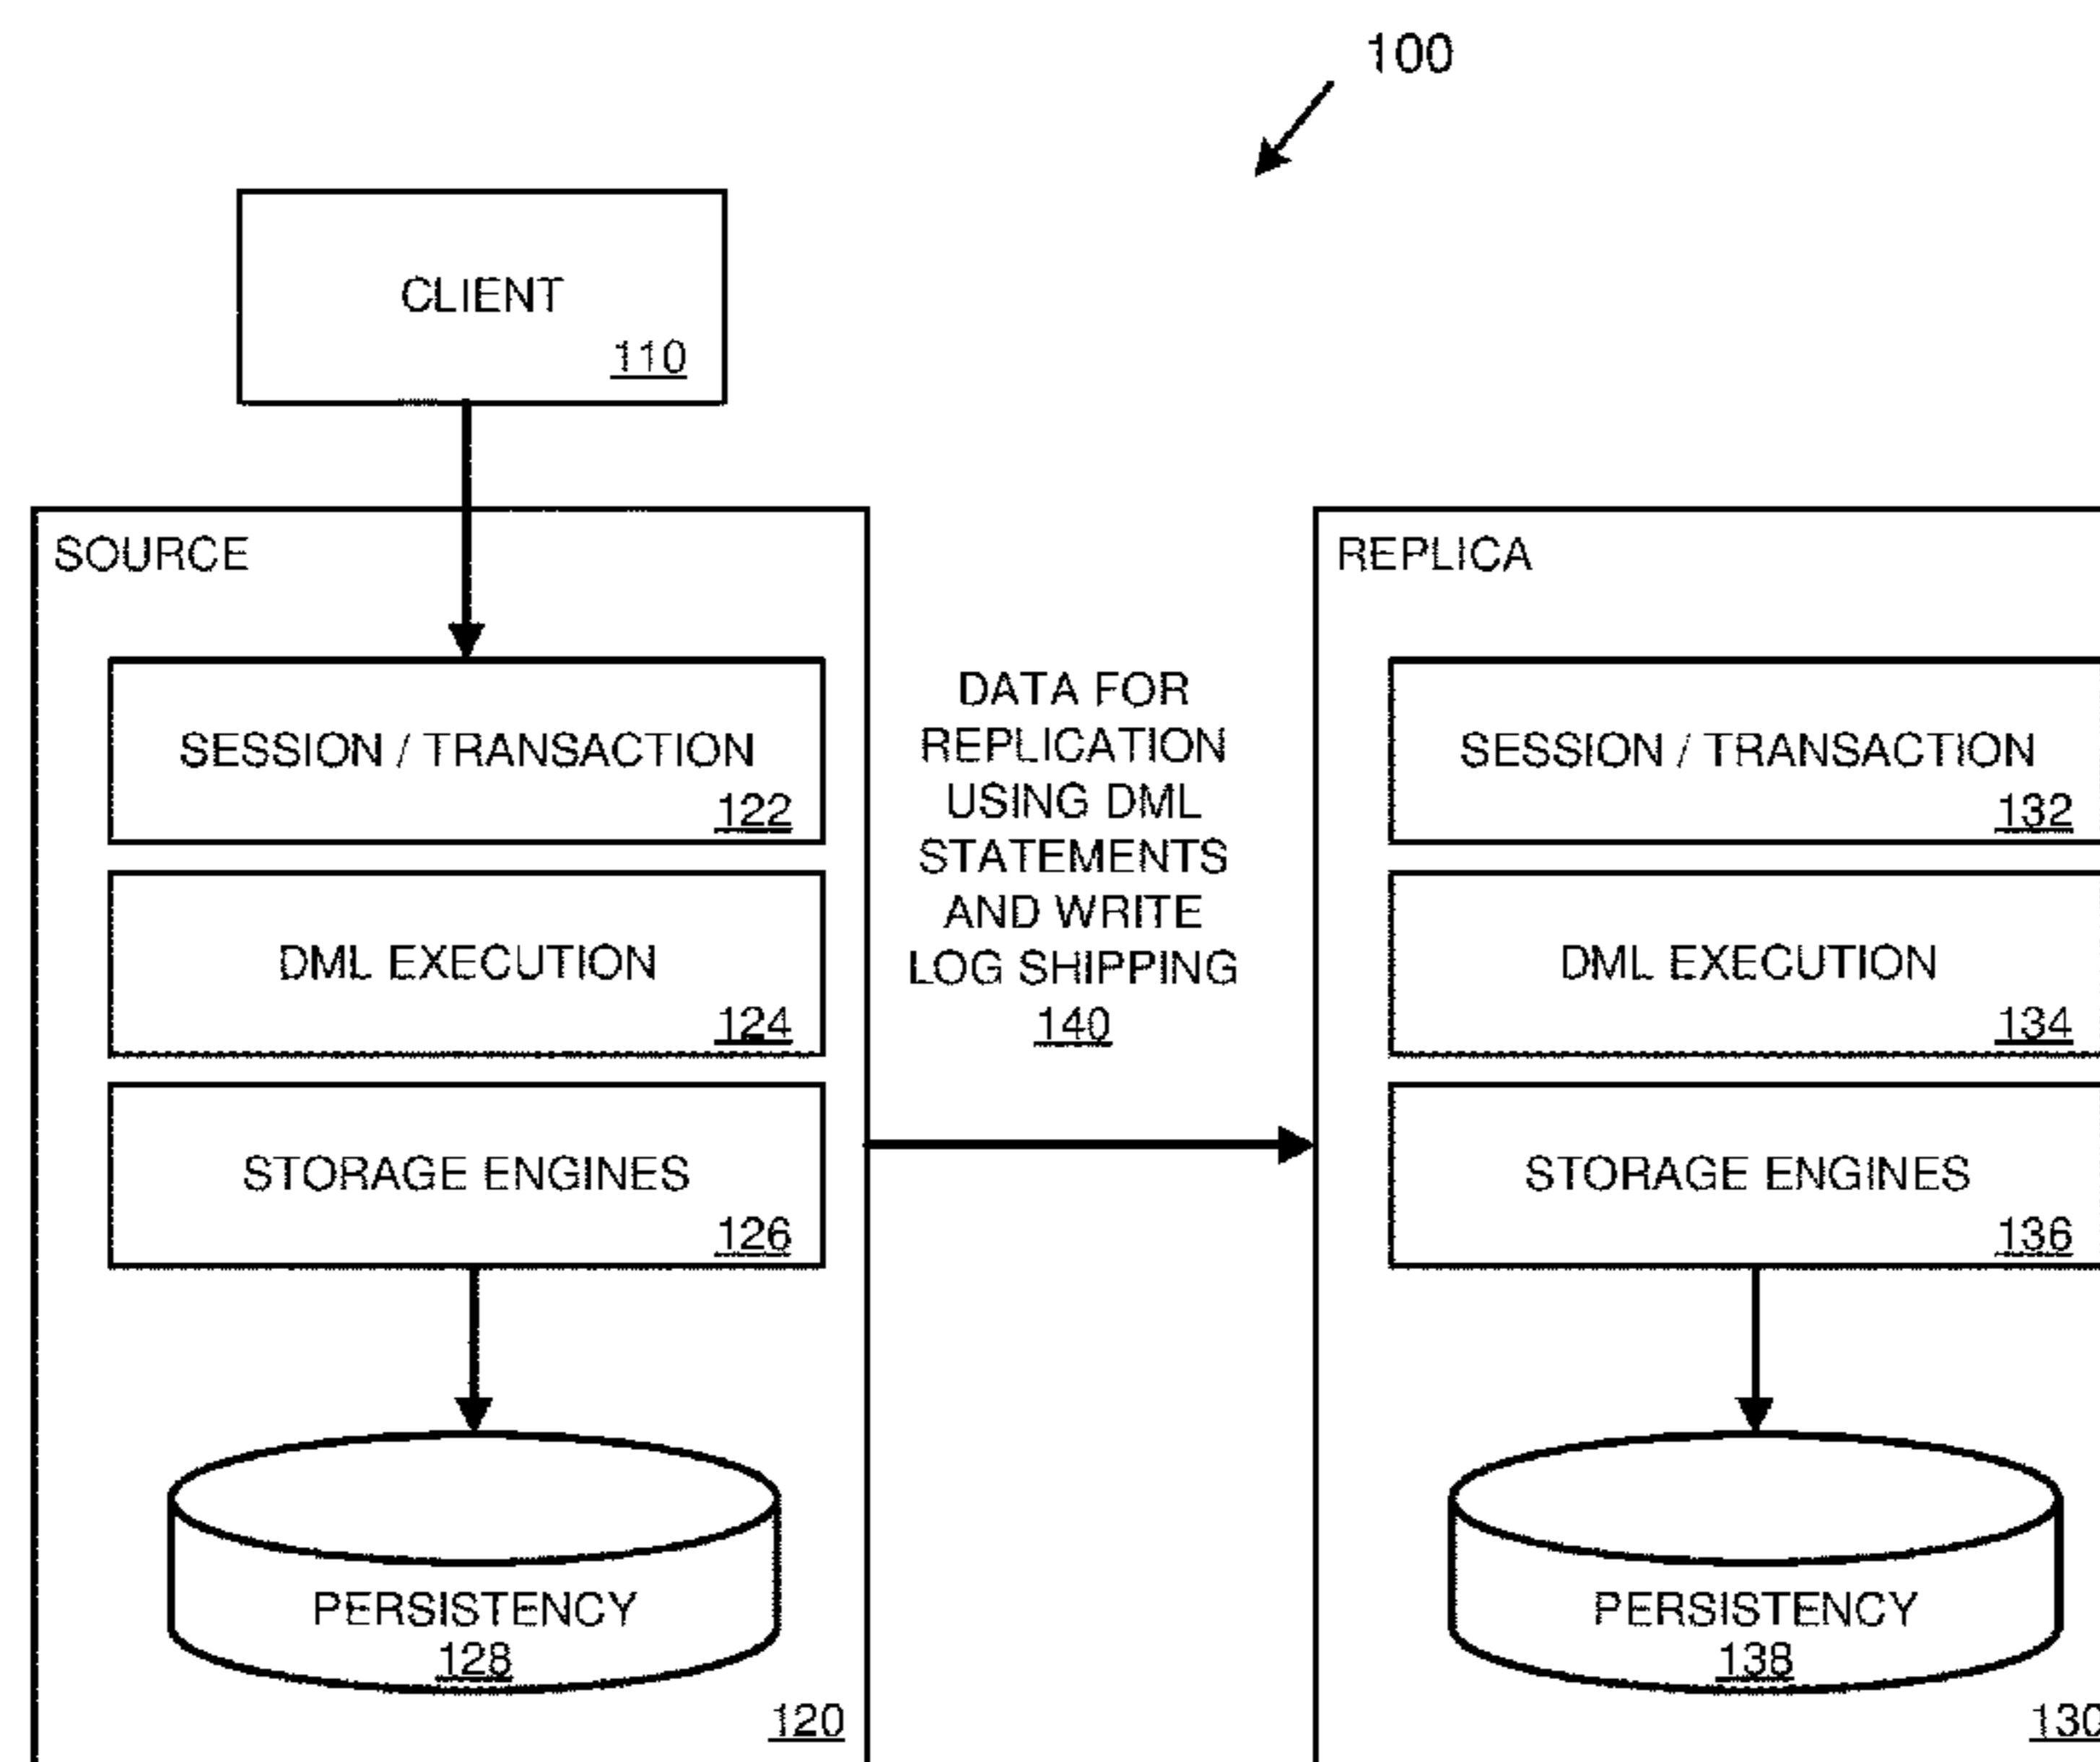 100
CLIENT
110
SOURCE
SESSION / TRANSACTION
122
DML EXECUTION
124
STORAGE ENGINES
126
PERSISTENCY
128
120
DATA FOR
REPLICATION
USING DML
STATEMENTS
AND WRITE
LOG SHIPPING
140
REPLICA
SESSION / TRANSACTION
132
DML EXECUTION
134
STORAGE ENGINES
136
PERSISTENCY
138
130